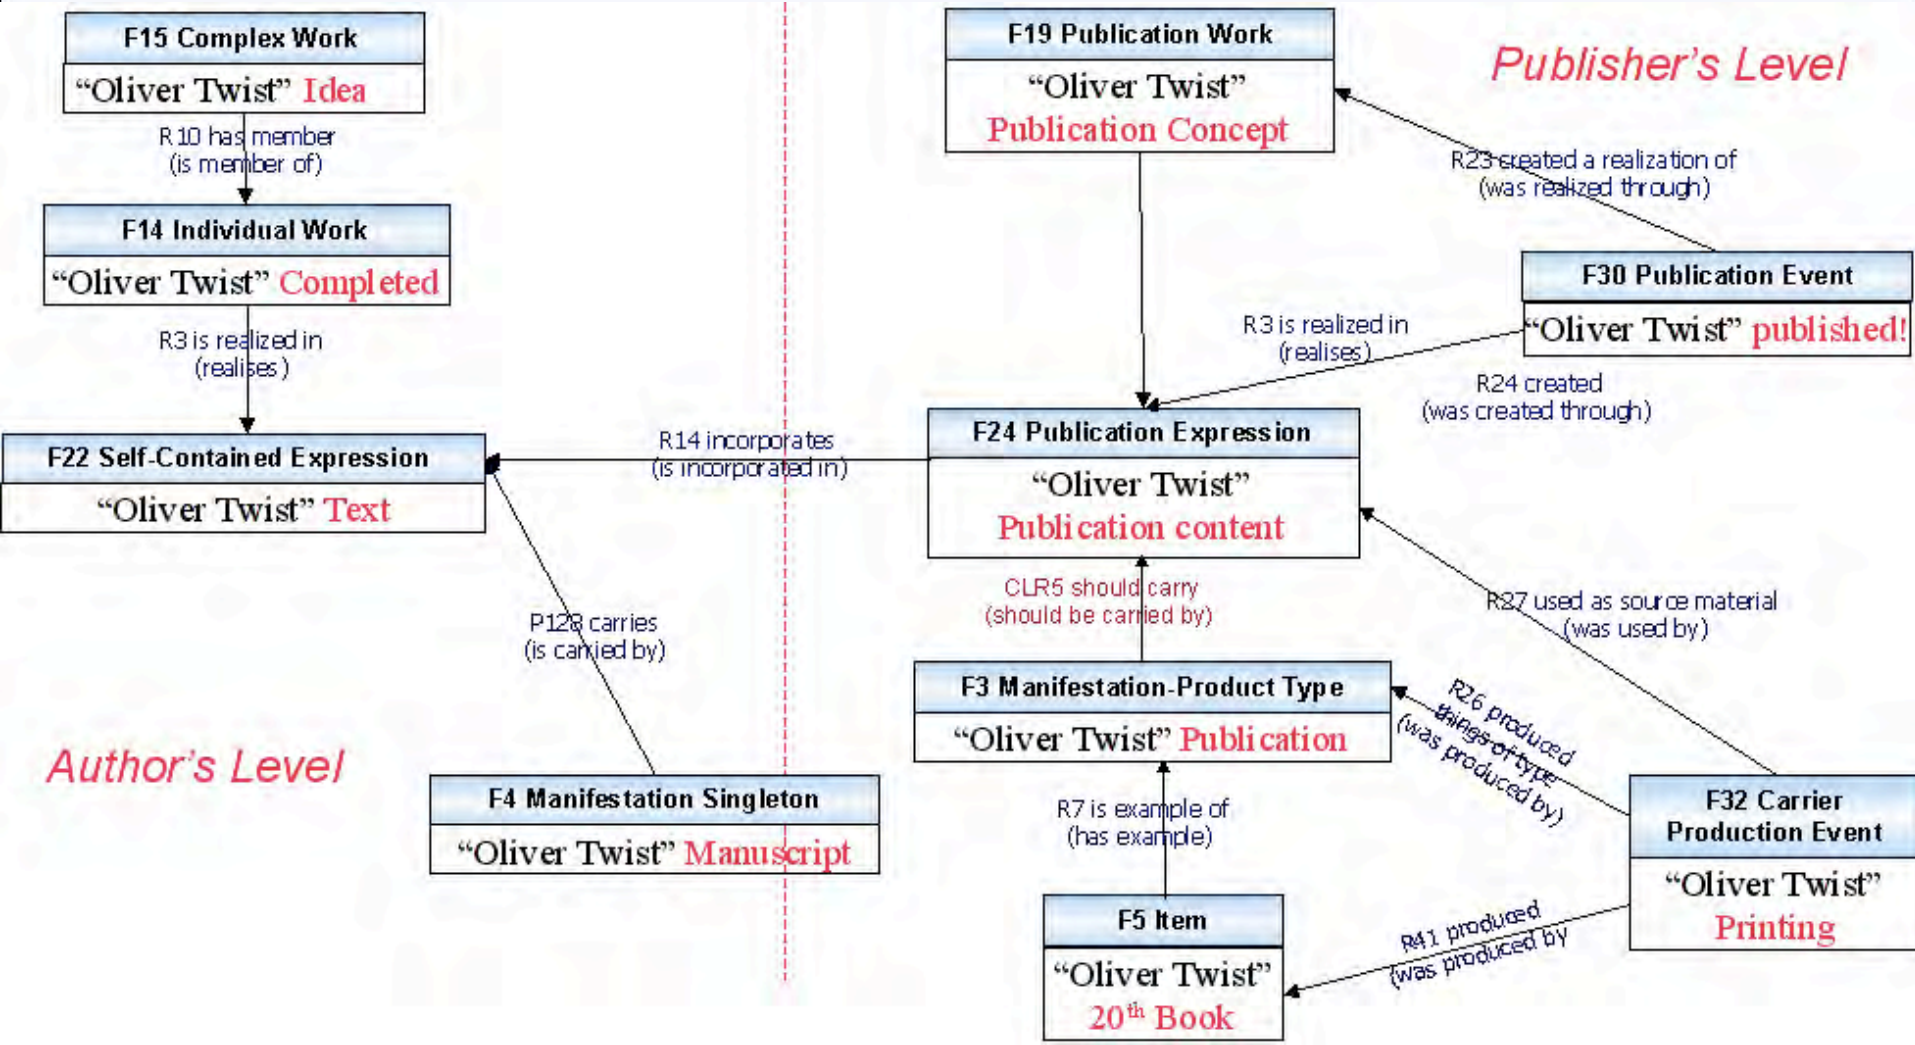 F15 Complex Work
“Oliver Twist” Idea
R10 has member
(is member of)
F14 Individual Work
“Oliver Twist” Completed
R3 is realized in
(realises)
F22 Self-Contained Expression
“Oliver Twist” Text
R14 incorporates
(is incorporated in)
P128 carries
(is carried by)
Author's Level
F4 Manifestation Singleton
“Oliver Twist” Manuscript
F19 Publication Work
“Oliver Twist”
Publication Concept
Publisher's Level
R23 created a realization of
(was realized through)
F30 Publication Event
“Oliver Twist” published!
R3 is realized in
(realises)
R24 created
(was created through)
F24 Publication Expression
“Oliver Twist”
Publication content
CLR5 should carry
(should be carried by)
R27 used as source material
(was used by)
F3 Manifestation-Product Type
“Oliver Twist” Publication
R26 produced
things of type
(was produced by)
R7 is example of
(has example)
F32 Carrier
Production Event
“Oliver Twist”
Printing
F5 Item
“Oliver Twist”
20th Book
R41 produced
(was produced by